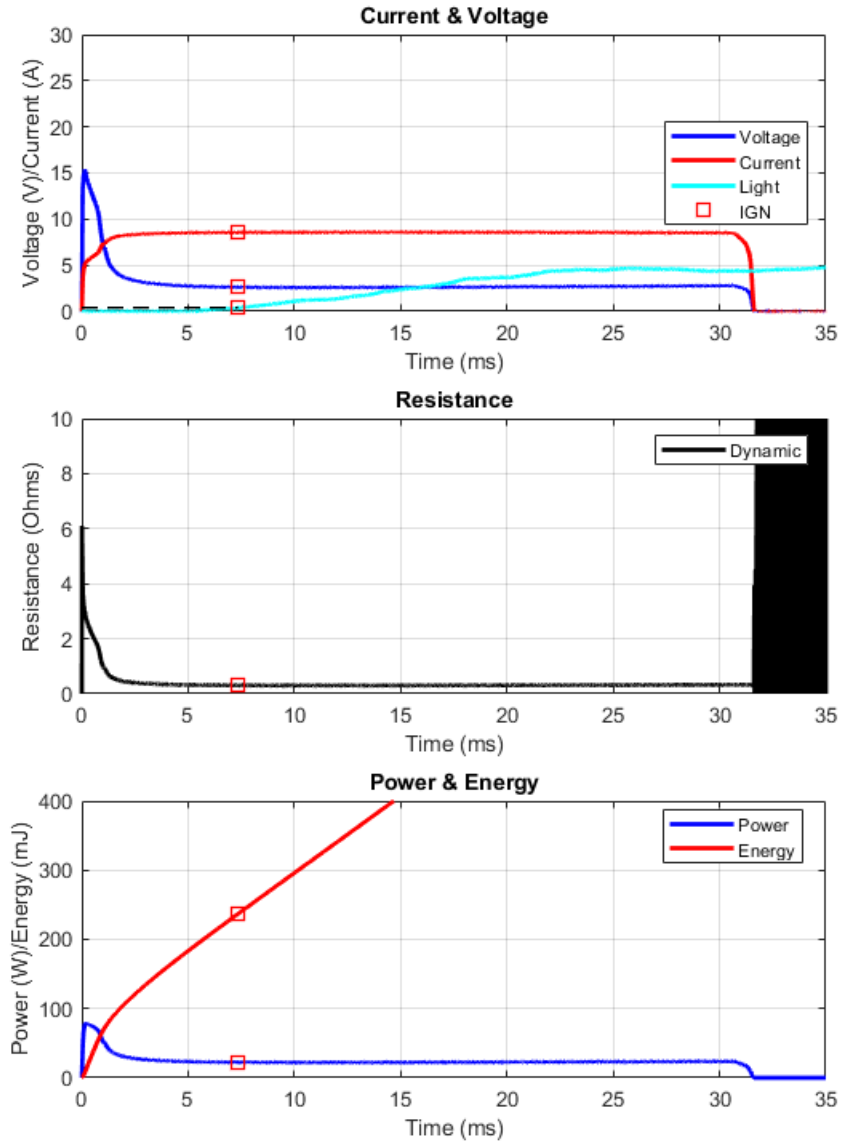 Current & Voltage
Voltage (V)/Current (A)
30
25
20
15
10
5
0
Voltage
Current
Light
IGN
0 5 10 15 20 25 30 35
Time (ms)
Resistance
Resistance (Ohms)
10
8
6
4
2
0
Dynamic
0 5 10 15 20 25 30 35
Time (ms)
Power & Energy
Power (W)/Energy (mJ)
400
300
200
100
0
Power
Energy
0 5 10 15 20 25 30 35
Time (ms)